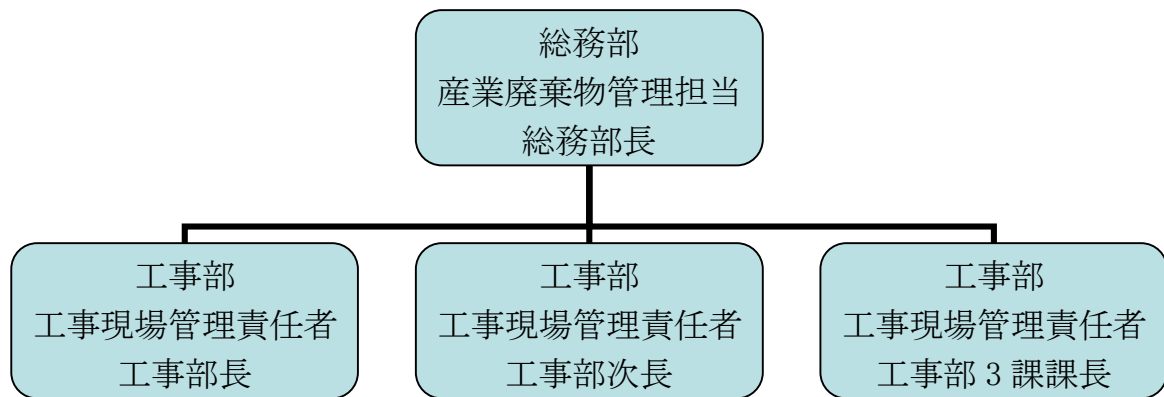 総務部
産業廃棄物管理担当
総務部長
工事部
工事現場管理責任者
工事部長
工事部
工事現場管理責任者
工事部次長
工事部
工事現場管理責任者
工事部3課課長